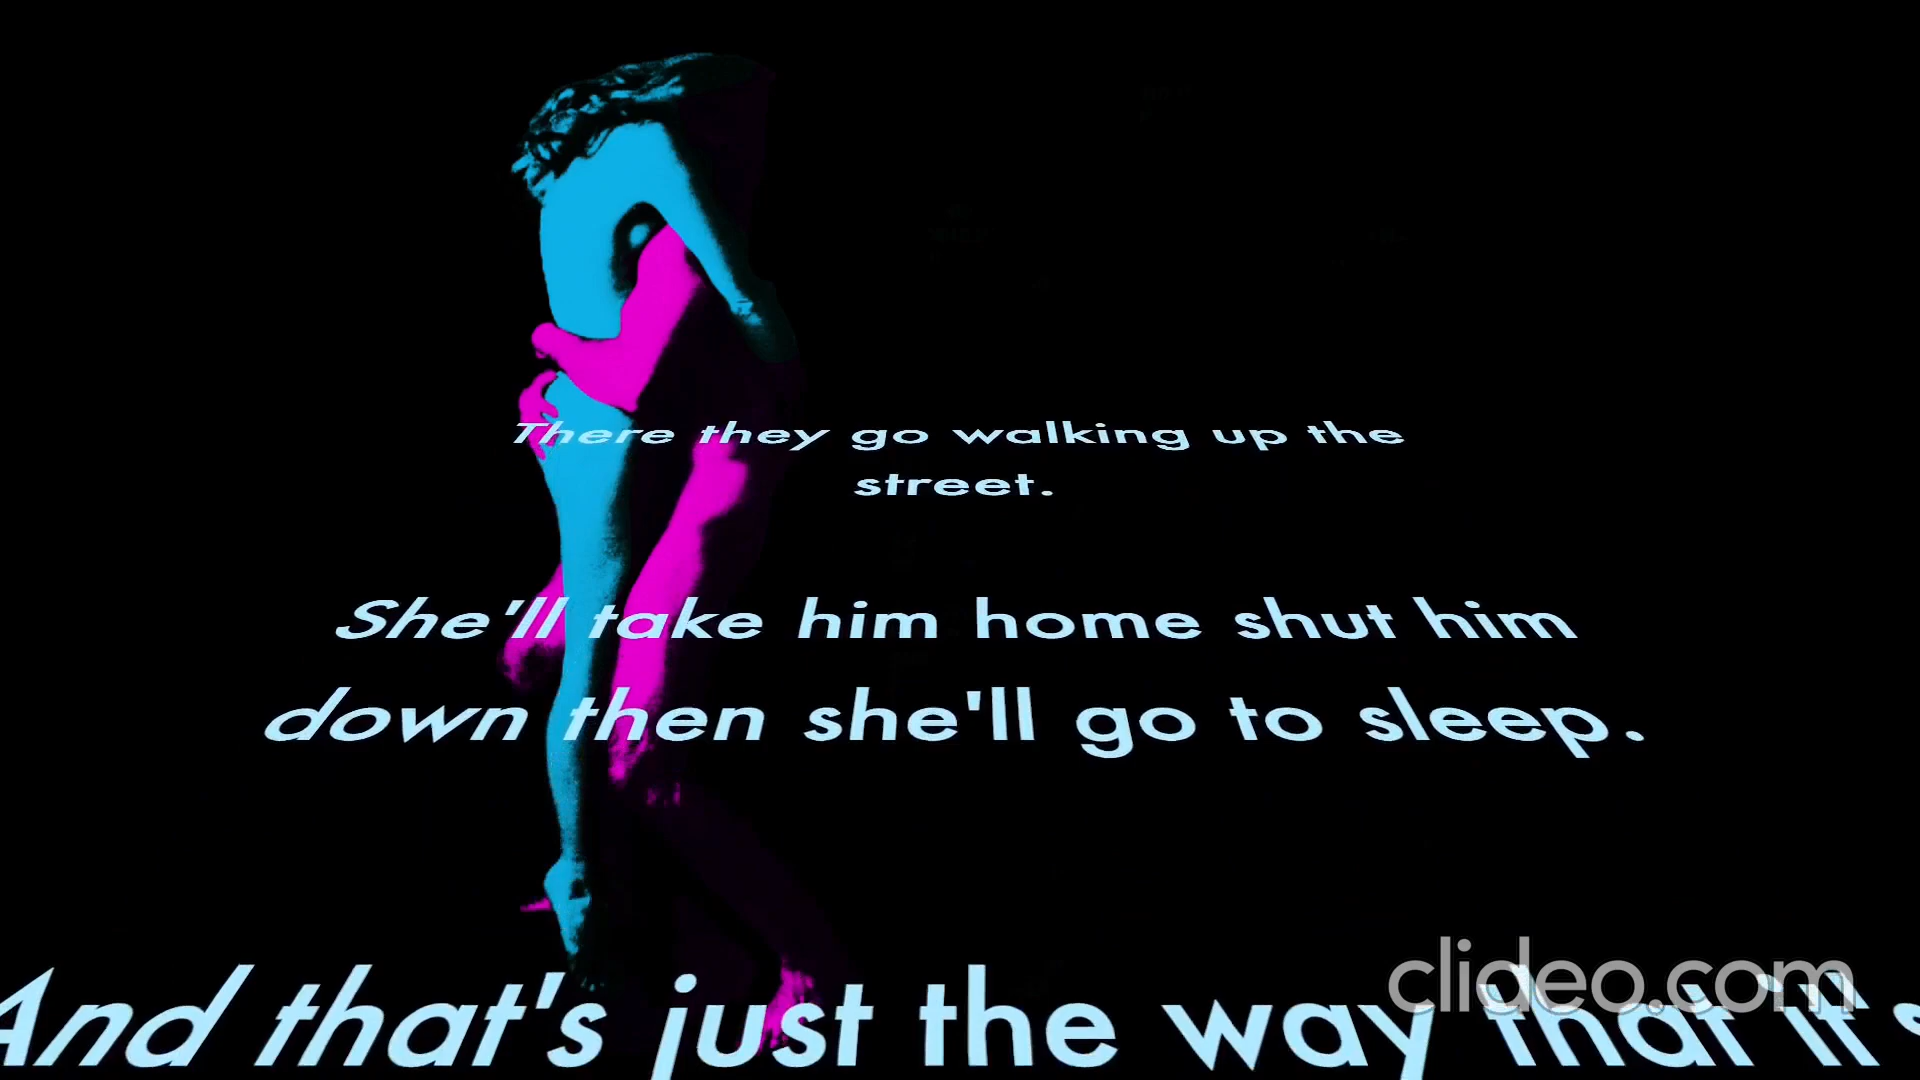 There they go walking up the
street.
She'll take him home shut him
down then she'll go to sleep.
And that's just the way that it's
clideo.com